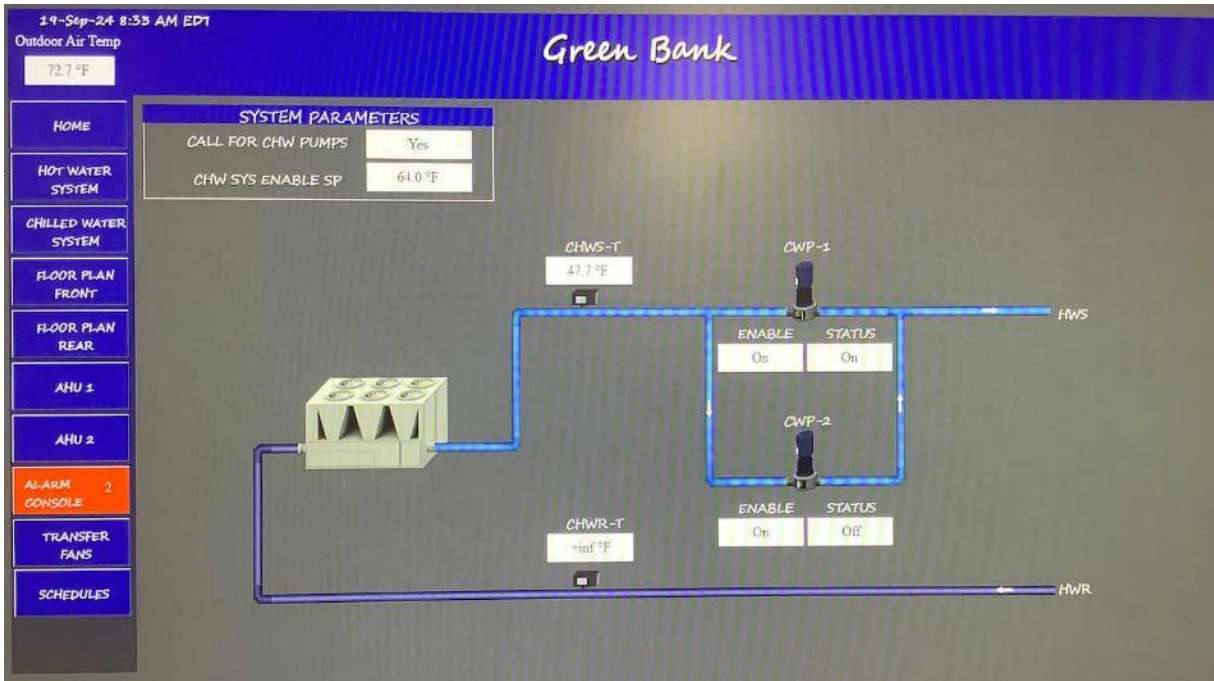 19-Sep-24 8:33 AM EDT
Outdoor Air Temp
72.7 °F
Green Bank
HOME
HOT WATER
SYSTEM
CHILLED WATER
SYSTEM
FLOOR PLAN
FRONT
FLOOR PLAN
REAR
AHU 1
AHU 2
ALARM 2
CONSOLE
TRANSFER
FANS
SCHEDULES
SYSTEM PARAMETERS
CALL FOR CHW PUMPS Yes
CHW SYS ENABLE SP 64.0 °F
CHWS-T
47.7 °F
CWP-1
HWS
ENABLE STATUS
On On
CWP-2
ENABLE STATUS
On Off
CHWR-T
+inf °F
HWR